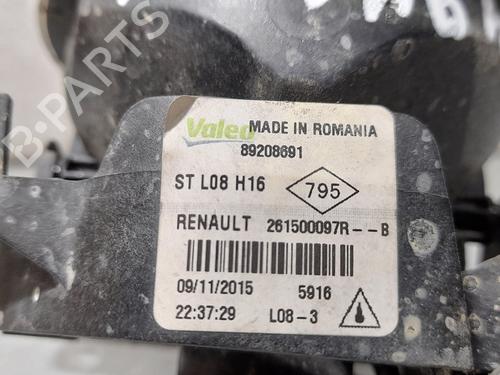 B-PARTS
Valeo MADE IN ROMANIA
89208691
ST L08 H16 795
RENAULT 261500097R--B
09/11/2015 5916
22:37:29 L08-3